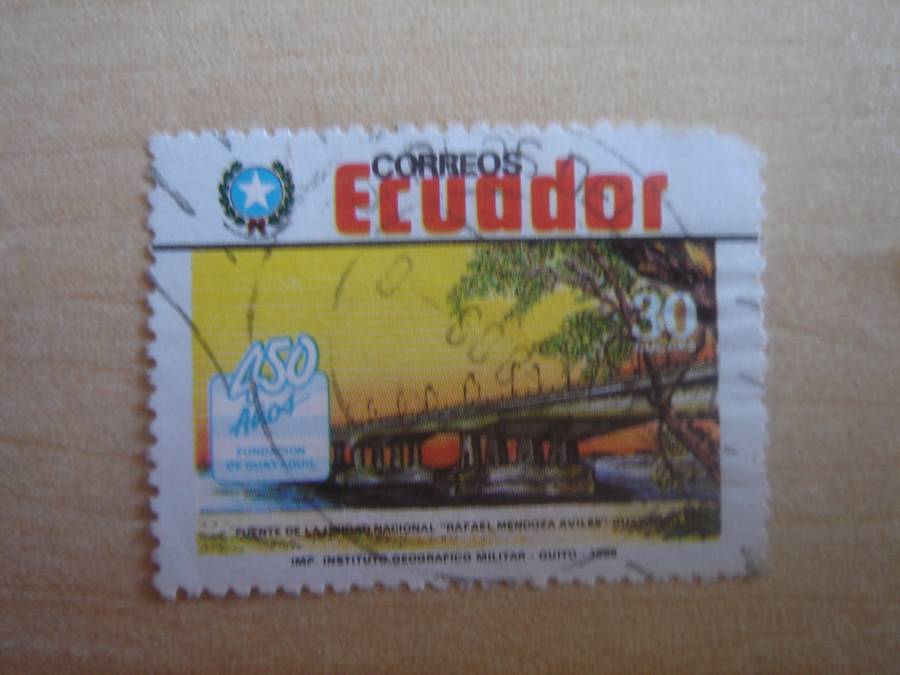 CORREOS
Ecuador
30
450
Años
FUNDACION
DE GUAYAQUIL
PUENTE DE LA UNIDAD NACIONAL "RAFAEL MENDOZA AVILES"
IMP. INSTITUTO GEOGRAFICO MILITAR - QUITO